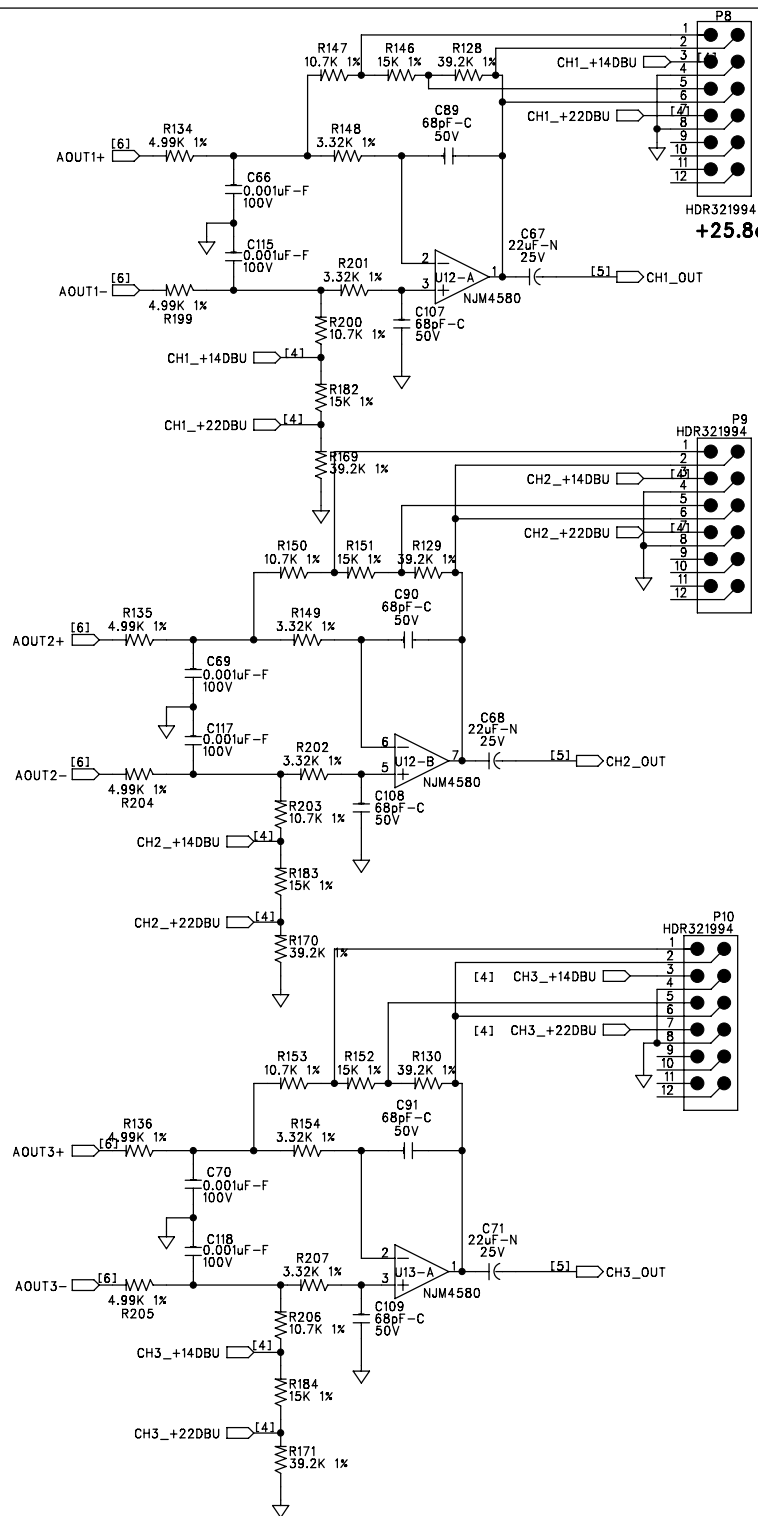 P8
R147 R146 R128
10.7K 1% 15K 1% 39.2K 1%
1
2
3
CH1_+14DBU [4]
4
5
6
7
CH1_+22DBU [4]
8
9
10
11
12
HDR321994
C89
68pF-C
50V
[6] R134
4.99K 1%
R148
3.32K 1%
AOUT1+
C66
0.001uF-F
100V
C115
0.001uF-F
100V
C67
22uF-N
25V
R201
3.32K 1%
2
U12-A 1
3
NJM4580
[5] CH1_OUT
[6]
AOUT1-
4.99K 1%
R199
R200
10.7K 1%
C107
68pF-C
50V
CH1_+14DBU [4]
R182
15K 1%
CH1_+22DBU [4]
R169
39.2K 1%
P9
HDR321994
1
2
3
CH2_+14DBU [4]
4
5
6
7
CH2_+22DBU [4]
8
9
10
11
12
R150 R151 R129
10.7K 1% 15K 1% 39.2K 1%
C90
68pF-C
50V
[6] R135
4.99K 1%
R149
3.32K 1%
AOUT2+
C69
0.001uF-F
100V
C117
0.001uF-F
100V
C68
22uF-N
25V
R202
3.32K 1%
6
U12-B 7
5
NJM4580
[5] CH2_OUT
[6]
AOUT2-
4.99K 1%
R204
R203
10.7K 1%
C108
68pF-C
50V
CH2_+14DBU [4]
R183
15K 1%
CH2_+22DBU [4]
R170
39.2K 1%
P10
HDR321994
1
2
3
[4] CH3_+14DBU
4
5
6
7
[4] CH3_+22DBU
8
9
10
11
12
R153 R152 R130
10.7K 1% 15K 1% 39.2K 1%
C91
68pF-C
50V
R136
[6] 4.99K 1%
R154
3.32K 1%
AOUT3+
C70
0.001uF-F
100V
C118
0.001uF-F
100V
C71
22uF-N
25V
R207
3.32K 1%
2
U13-A 1
3
NJM4580
[5] CH3_OUT
[6]
AOUT3-
4.99K 1%
R205
R206
10.7K 1%
C109
68pF-C
50V
CH3_+14DBU [4]
R184
15K 1%
CH3_+22DBU [4]
R171
39.2K 1%